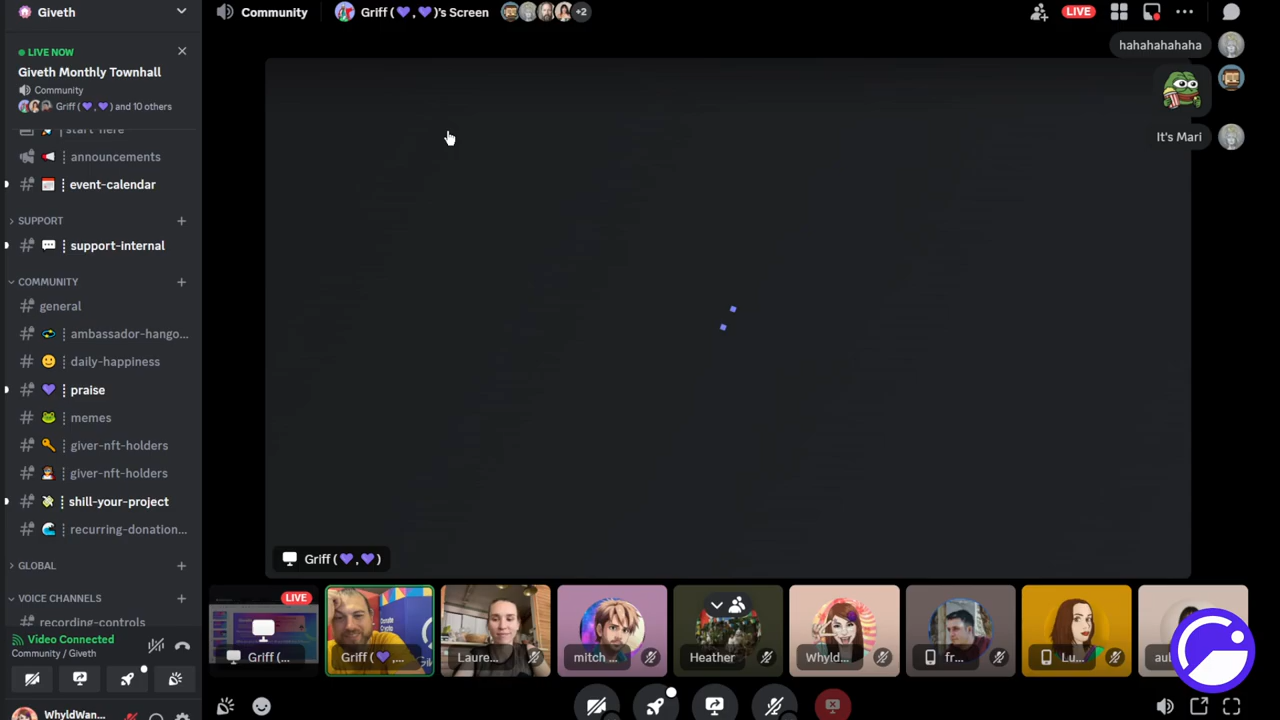 Giveth
LIVE NOW
Giveth Monthly Townhall
Community
Griff (💜,💜) and 10 others
start-here
announcements
event-calendar
SUPPORT
support-internal
COMMUNITY
general
ambassador-hango...
daily-happiness
praise
memes
giver-nft-holders
giver-nft-holders
shill-your-project
recurring-donation...
GLOBAL
VOICE CHANNELS
recording-controls
Video Connected
Community / Giveth
WhyldWan...
Community
Griff (💜,💜)'s Screen
+2
LIVE
hahahahahaha
It's Mari
Griff (💜,💜)
LIVE
Griff (...
Griff (💜,...
Laure...
mitch ...
Heather
Whyld...
fr...
Lu...